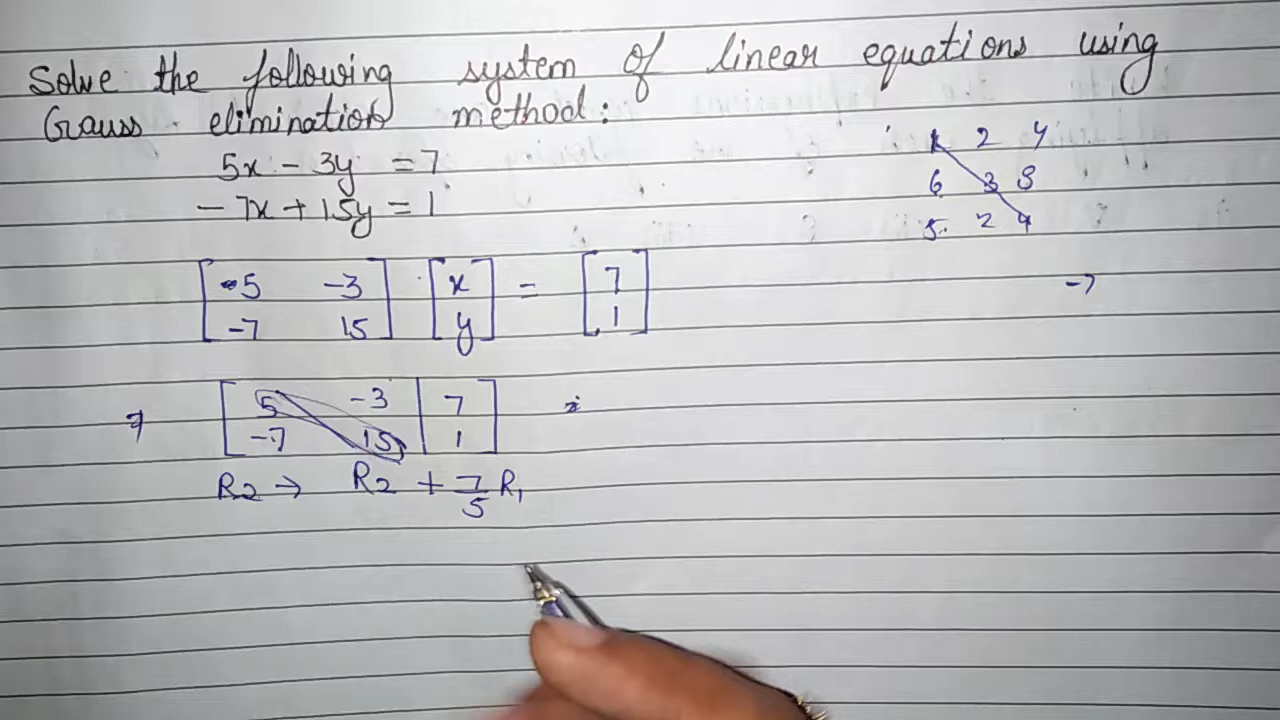 Solve the following system of linear equations using
Gauss elimination method:
5x - 3y = 7
-7x + 15y = 1
1 2 4
6 3 8
5 2 9
[5 -3] [x] = [7]
[-7 15] [y] [1]
-7
[5 -3 | 7]
[-7 15 | 1]
R2 → R2 + 7/5 R1